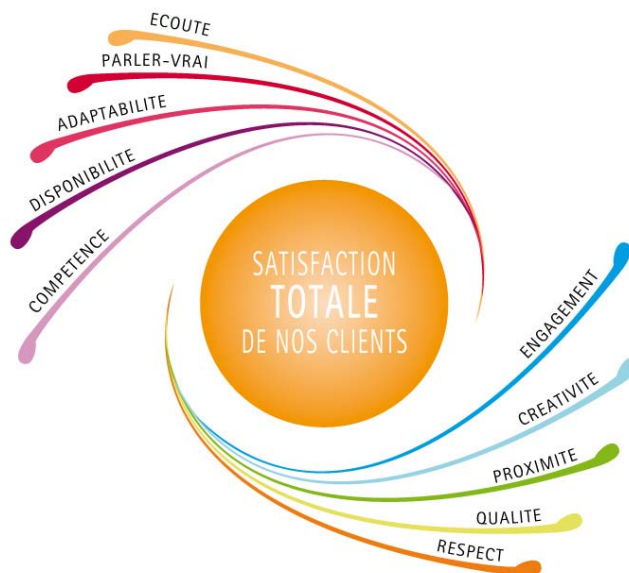 ECOUTE
PARLER-VRAI
ADAPTABILITE
DISPONIBILITE
COMPETENCE
SATISFACTION
TOTALE
DE NOS CLIENTS
ENGAGEMENT
CREATIVITE
PROXIMITE
QUALITE
RESPECT